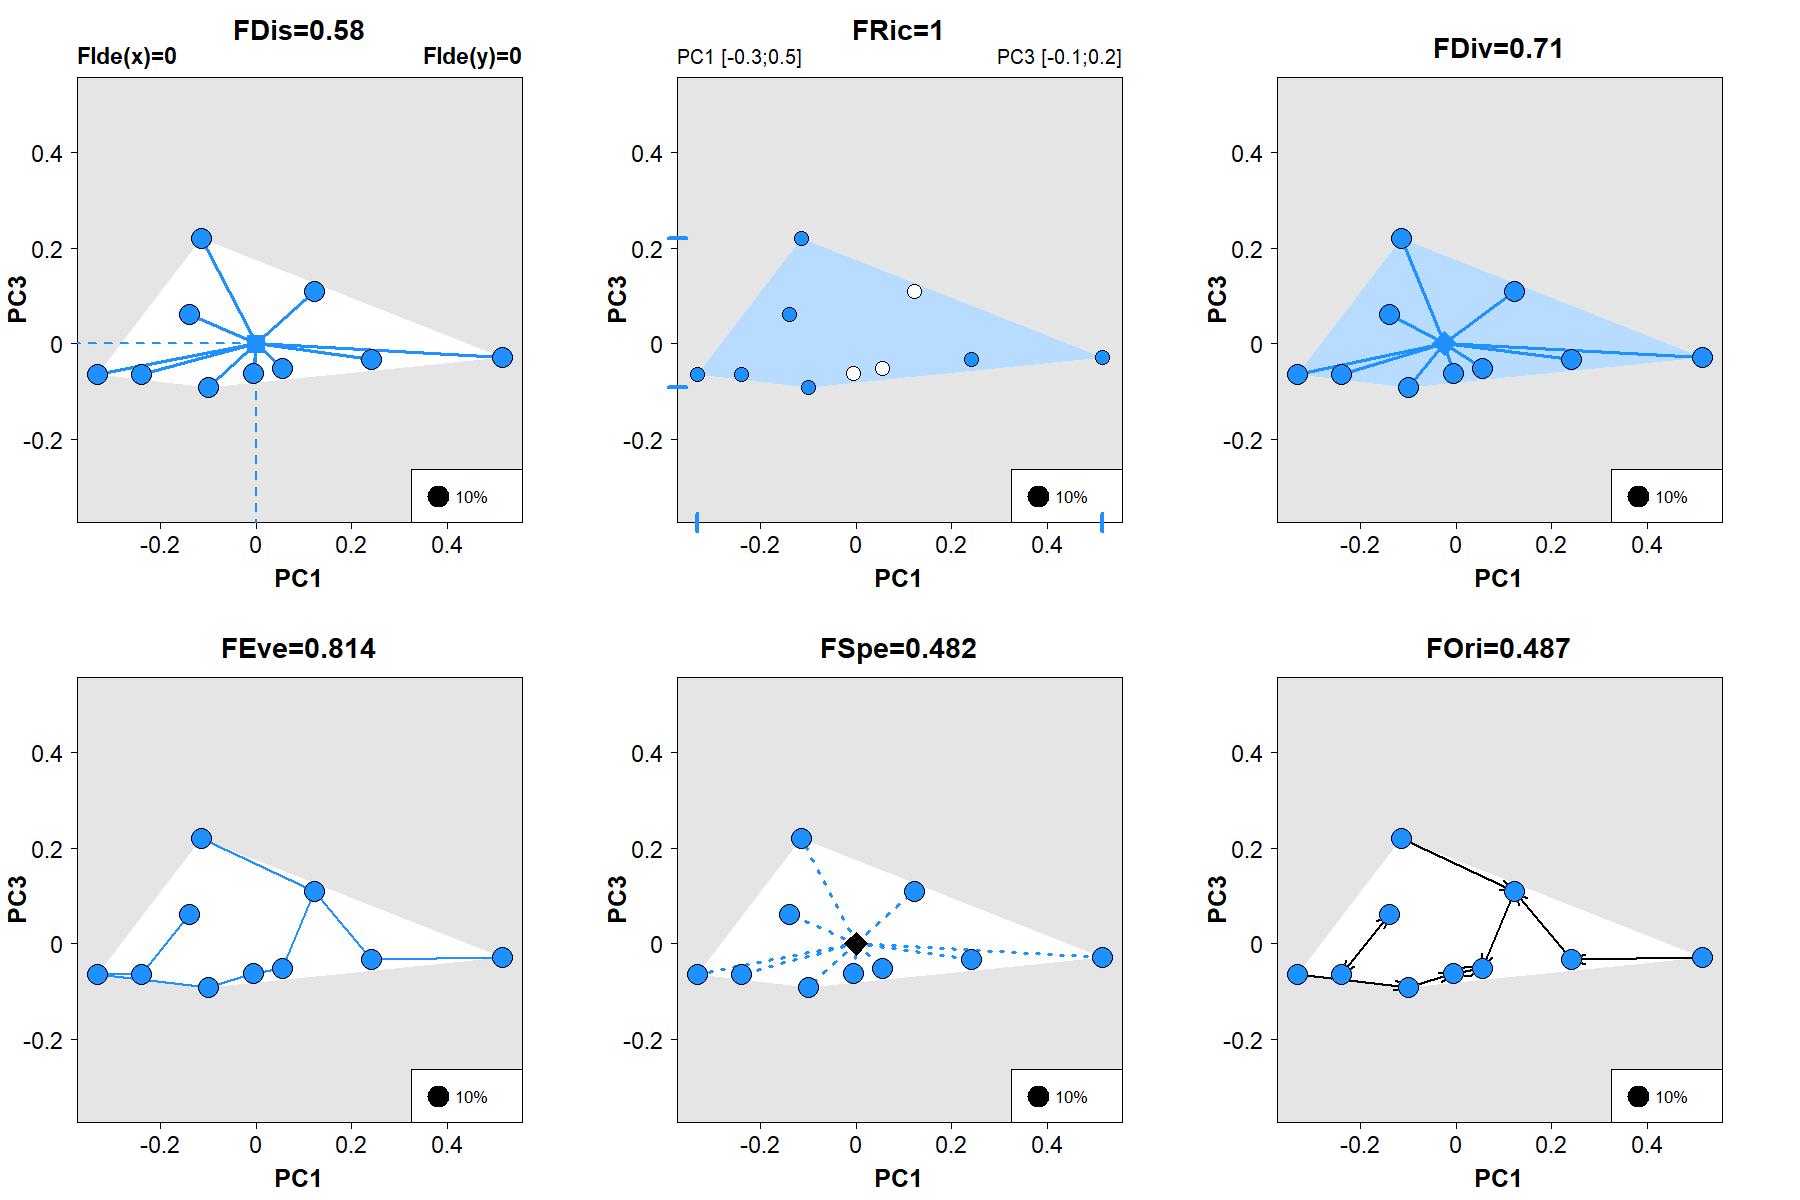 FDis=0.58
FIde(x)=0 FIde(y)=0
0.4
0.2
0
-0.2
PC3
10%
-0.2 0 0.2 0.4
PC1
FRic=1
PC1 [-0.3;0.5] PC3 [-0.1;0.2]
0.4
0.2
0
-0.2
PC3
10%
-0.2 0 0.2 0.4
PC1
FDiv=0.71
0.4
0.2
0
-0.2
PC3
10%
-0.2 0 0.2 0.4
PC1
FEve=0.814
0.4
0.2
0
-0.2
PC3
10%
-0.2 0 0.2 0.4
PC1
FSpe=0.482
0.4
0.2
0
-0.2
PC3
10%
-0.2 0 0.2 0.4
PC1
FOri=0.487
0.4
0.2
0
-0.2
PC3
10%
-0.2 0 0.2 0.4
PC1